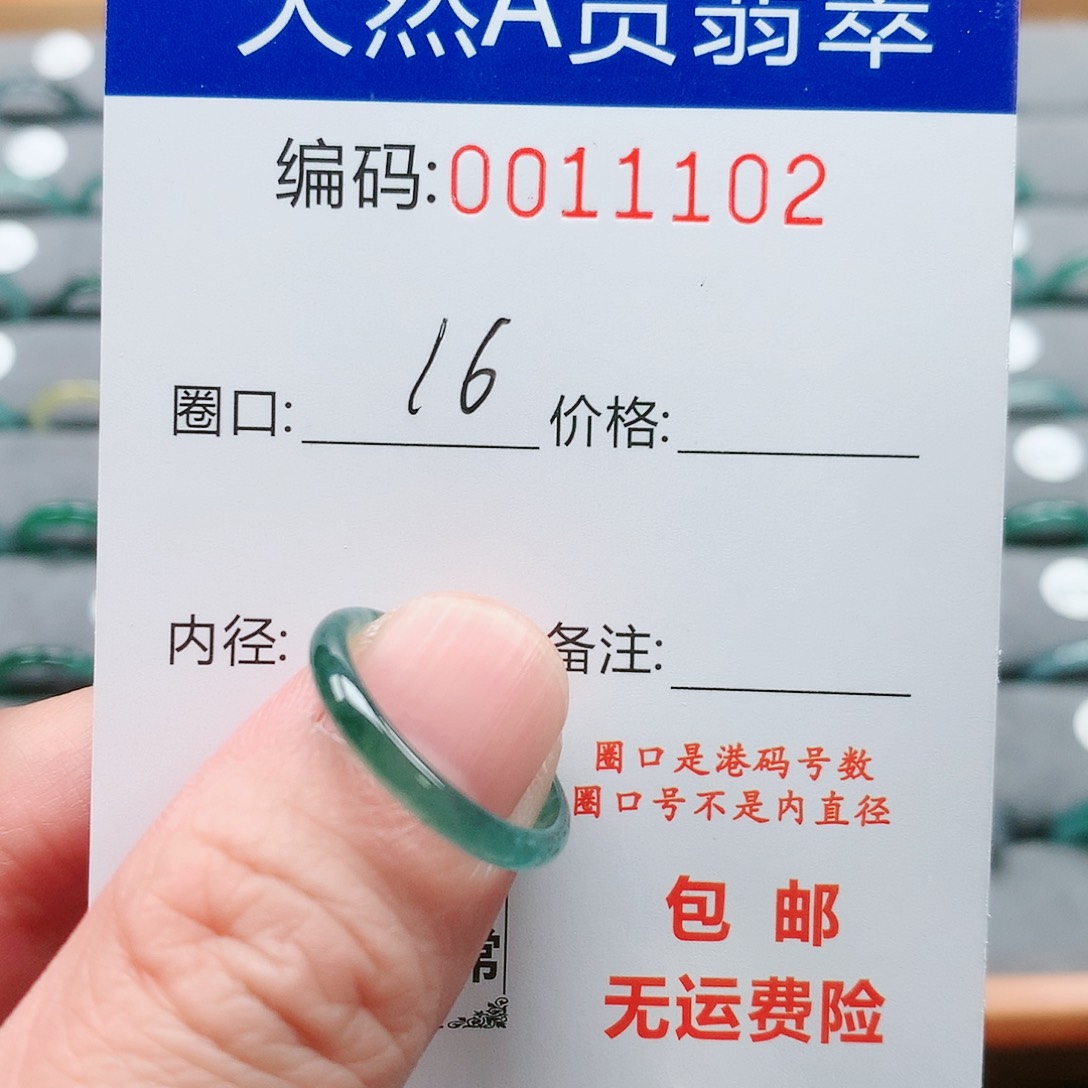 天然A货翡翠
编码:0011102
圈口: 16 价格:
内径: 备注:
圈口是港码号数
圈口号不是内直径
包邮
常
无运费险